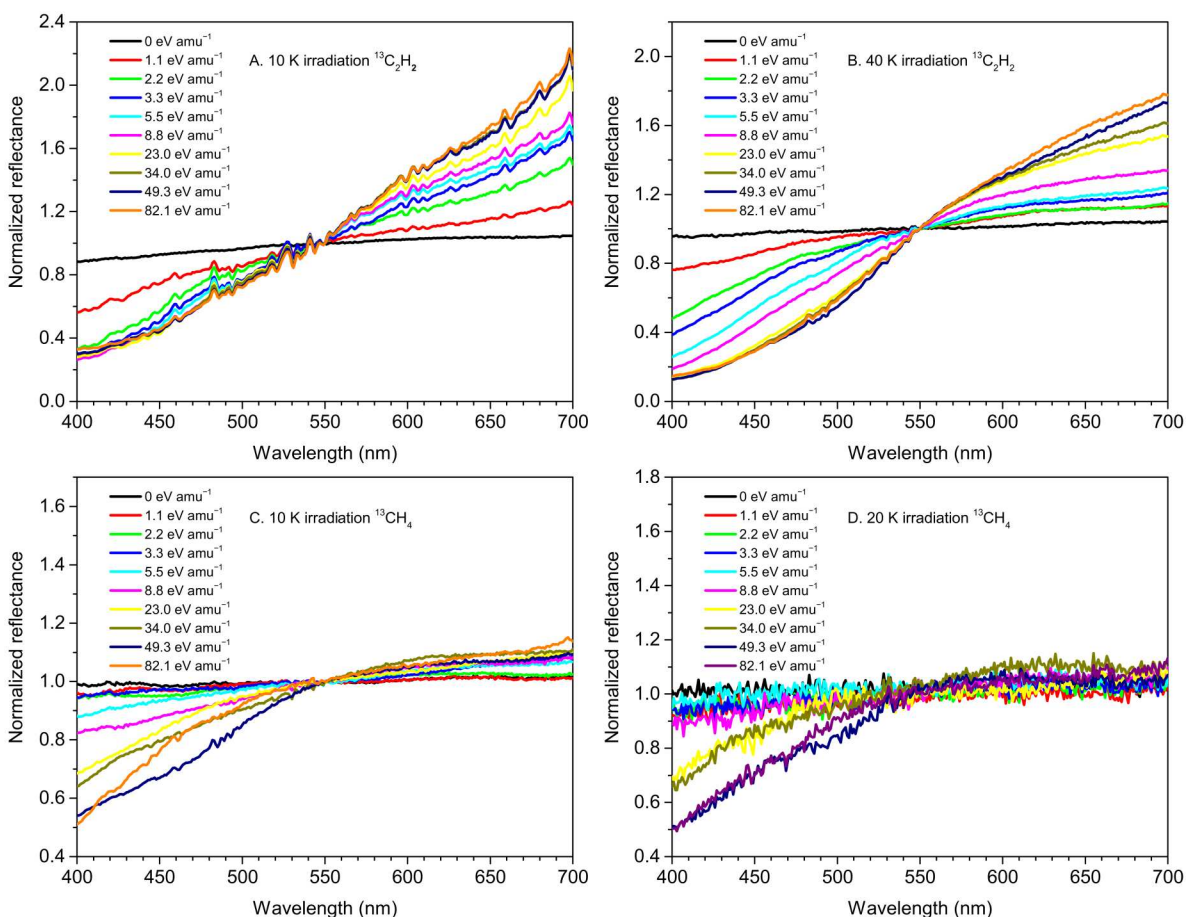 A. 10 K irradiation ¹³C₂H₂
Normalized reflectance
2.4
2.0
1.6
1.2
0.8
0.4
0.0
0 eV amu⁻¹
1.1 eV amu⁻¹
2.2 eV amu⁻¹
3.3 eV amu⁻¹
5.5 eV amu⁻¹
8.8 eV amu⁻¹
23.0 eV amu⁻¹
34.0 eV amu⁻¹
49.3 eV amu⁻¹
82.1 eV amu⁻¹
400 450 500 550 600 650 700
Wavelength (nm)
B. 40 K irradiation ¹³C₂H₂
Normalized reflectance
2.0
1.6
1.2
0.8
0.4
0.0
0 eV amu⁻¹
1.1 eV amu⁻¹
2.2 eV amu⁻¹
3.3 eV amu⁻¹
5.5 eV amu⁻¹
8.8 eV amu⁻¹
23.0 eV amu⁻¹
34.0 eV amu⁻¹
49.3 eV amu⁻¹
82.1 eV amu⁻¹
400 450 500 550 600 650 700
Wavelength (nm)
C. 10 K irradiation ¹³CH₄
Normalized reflectance
1.6
1.4
1.2
1.0
0.8
0.6
0.4
0 eV amu⁻¹
1.1 eV amu⁻¹
2.2 eV amu⁻¹
3.3 eV amu⁻¹
5.5 eV amu⁻¹
8.8 eV amu⁻¹
23.0 eV amu⁻¹
34.0 eV amu⁻¹
49.3 eV amu⁻¹
82.1 eV amu⁻¹
400 450 500 550 600 650 700
Wavelength (nm)
D. 20 K irradiation ¹³CH₄
Normalized reflectance
1.8
1.6
1.4
1.2
1.0
0.8
0.6
0.4
0 eV amu⁻¹
1.1 eV amu⁻¹
2.2 eV amu⁻¹
3.3 eV amu⁻¹
5.5 eV amu⁻¹
8.8 eV amu⁻¹
23.0 eV amu⁻¹
34.0 eV amu⁻¹
49.3 eV amu⁻¹
82.1 eV amu⁻¹
400 450 500 550 600 650 700
Wavelength (nm)